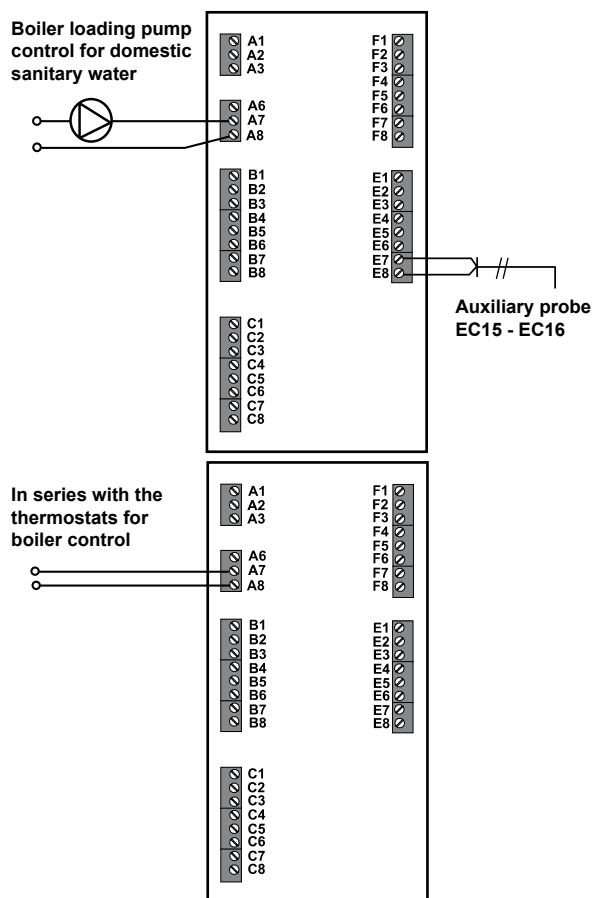 Boiler loading pump
control for domestic
sanitary water
A1
A2
A3
A6
A7
A8
B1
B2
B3
B4
B5
B6
B7
B8
C1
C2
C3
C4
C5
C6
C7
C8
F1
F2
F3
F4
F5
F6
F7
F8
E1
E2
E3
E4
E5
E6
E7
E8
Auxiliary probe
EC15 - EC16
In series with the
thermostats for
boiler control
A1
A2
A3
A6
A7
A8
B1
B2
B3
B4
B5
B6
B7
B8
C1
C2
C3
C4
C5
C6
C7
C8
F1
F2
F3
F4
F5
F6
F7
F8
E1
E2
E3
E4
E5
E6
E7
E8